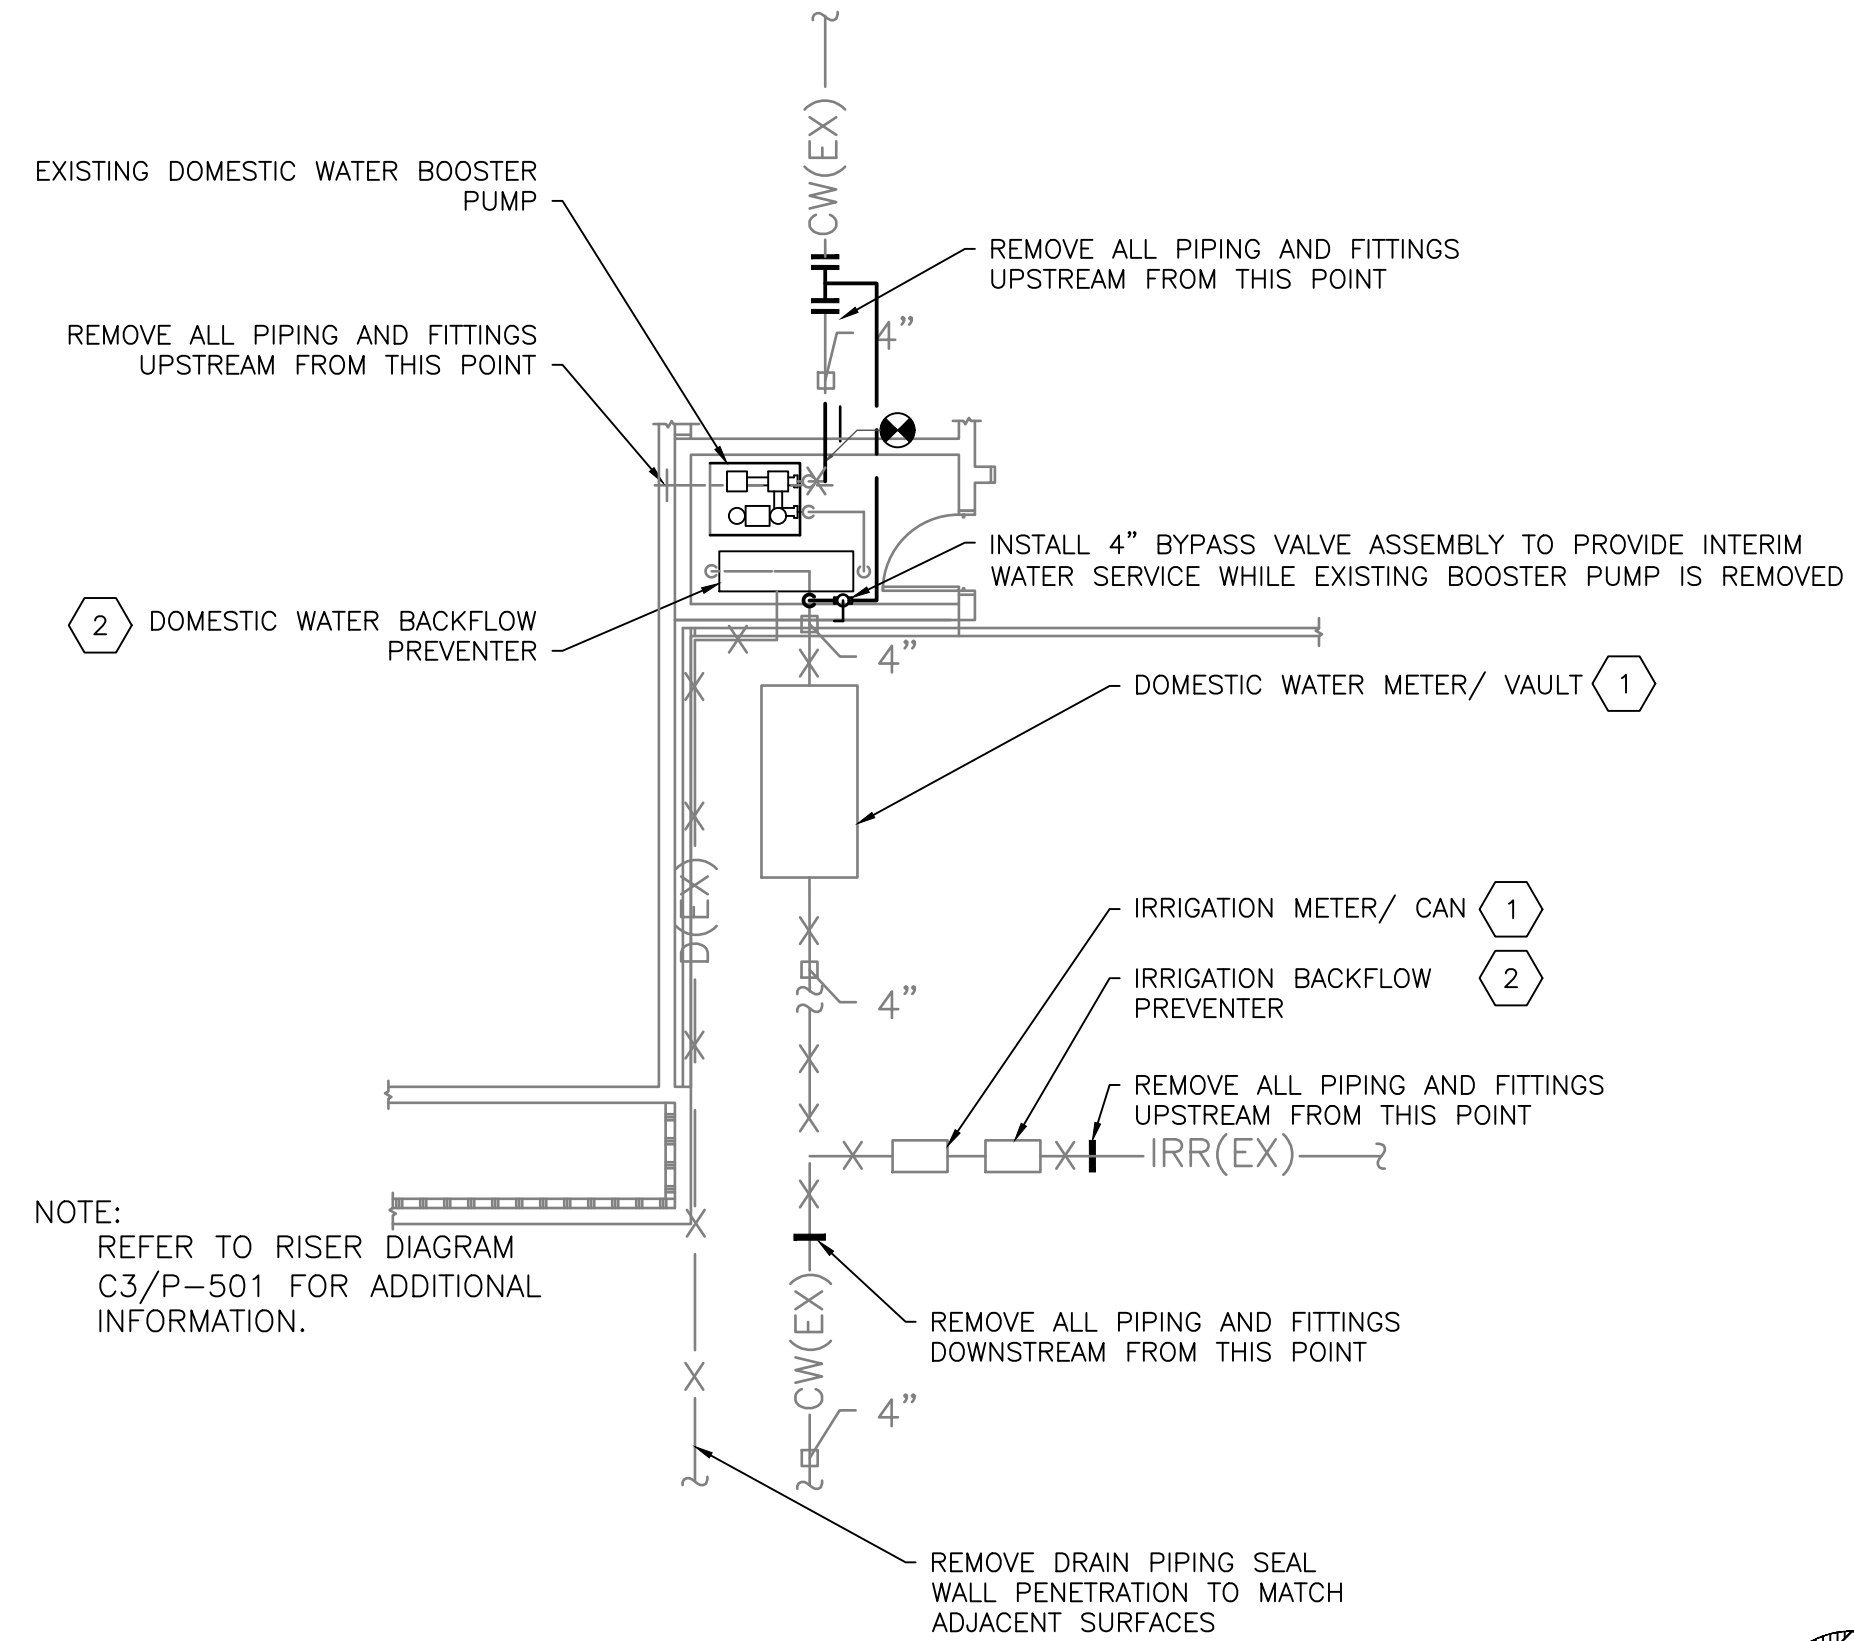 CW(EX)
EXISTING DOMESTIC WATER BOOSTER
PUMP
REMOVE ALL PIPING AND FITTINGS
UPSTREAM FROM THIS POINT
4”
REMOVE ALL PIPING AND FITTINGS
UPSTREAM FROM THIS POINT
INSTALL 4” BYPASS VALVE ASSEMBLY TO PROVIDE INTERIM
WATER SERVICE WHILE EXISTING BOOSTER PUMP IS REMOVED
2 DOMESTIC WATER BACKFLOW
PREVENTER
4”
DOMESTIC WATER METER/ VAULT 1
D(EX)
IRRIGATION METER/ CAN 1
IRRIGATION BACKFLOW 2
PREVENTER
4”
REMOVE ALL PIPING AND FITTINGS
UPSTREAM FROM THIS POINT
IRR(EX)
NOTE:
REFER TO RISER DIAGRAM
C3/P-501 FOR ADDITIONAL
INFORMATION.
REMOVE ALL PIPING AND FITTINGS
DOWNSTREAM FROM THIS POINT
CW(EX)
4”
REMOVE DRAIN PIPING SEAL
WALL PENETRATION TO MATCH
ADJACENT SURFACES